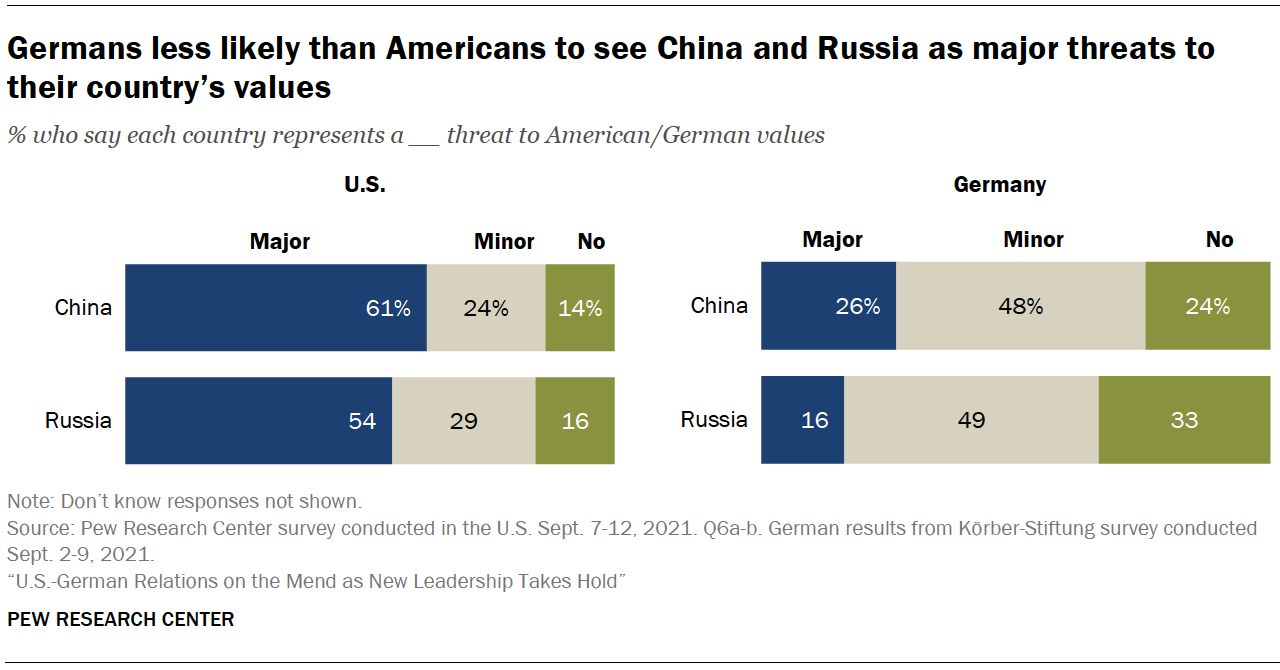 Germans less likely than Americans to see China and Russia as major threats to
their country’s values
% who say each country represents a __ threat to American/German values
U.S.
Major Minor No
China 61% 24% 14%
Russia 54 29 16
Germany
Major Minor No
China 26% 48% 24%
Russia 16 49 33
Note: Don’t know responses not shown.
Source: Pew Research Center survey conducted in the U.S. Sept. 7-12, 2021. Q6a-b. German results from Körber-Stiftung survey conducted
Sept. 2-9, 2021.
“U.S.-German Relations on the Mend as New Leadership Takes Hold”
PEW RESEARCH CENTER